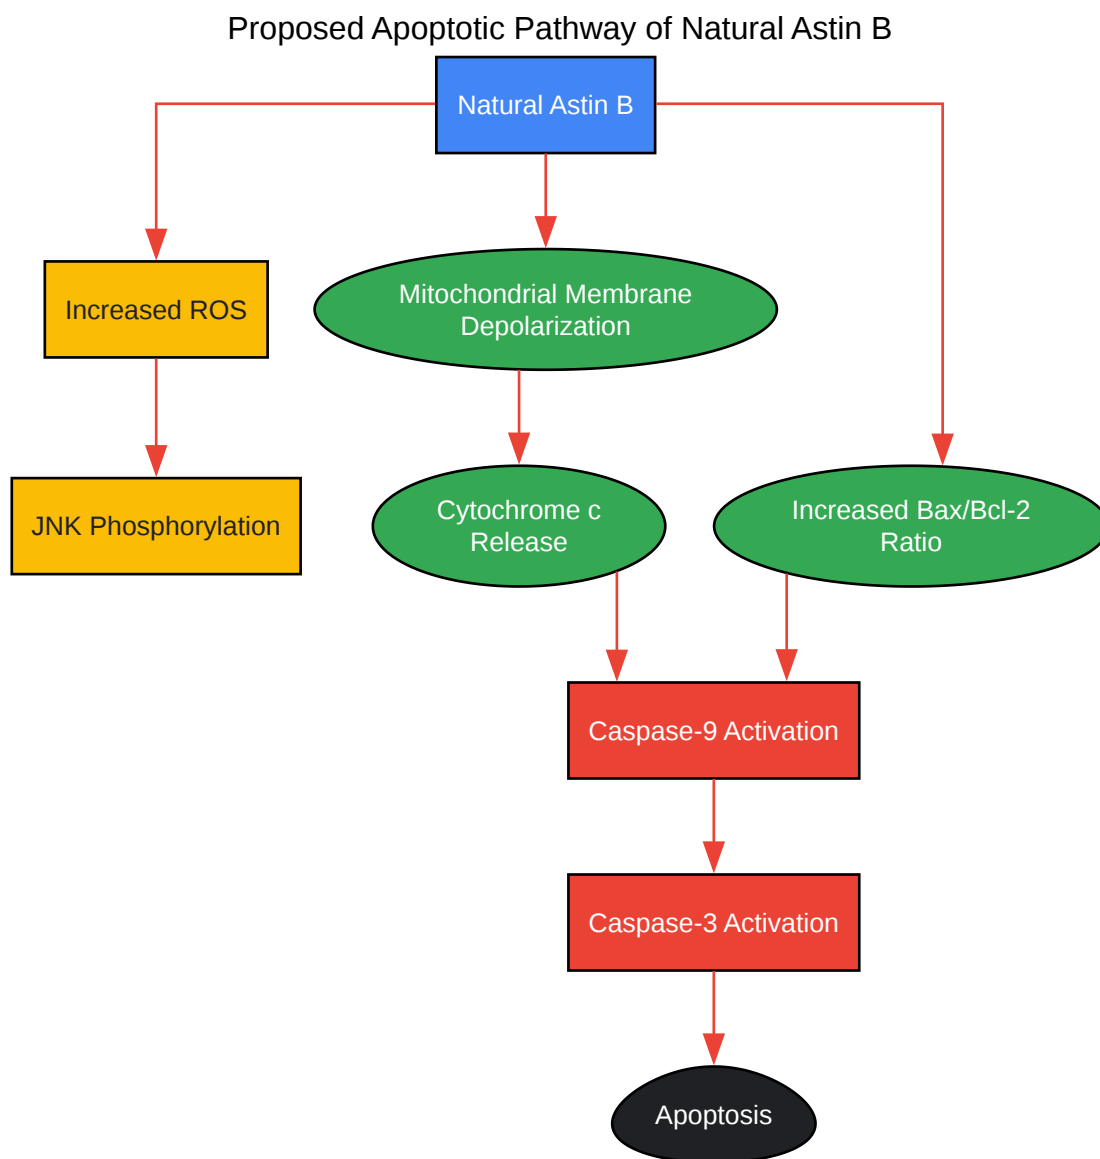 Proposed Apoptotic Pathway of Natural Astin B
Natural Astin B
Increased ROS
Mitochondrial Membrane
Depolarization
JNK Phosphorylation
Cytochrome c
Release
Increased Bax/Bcl-2
Ratio
Caspase-9 Activation
Caspase-3 Activation
Apoptosis